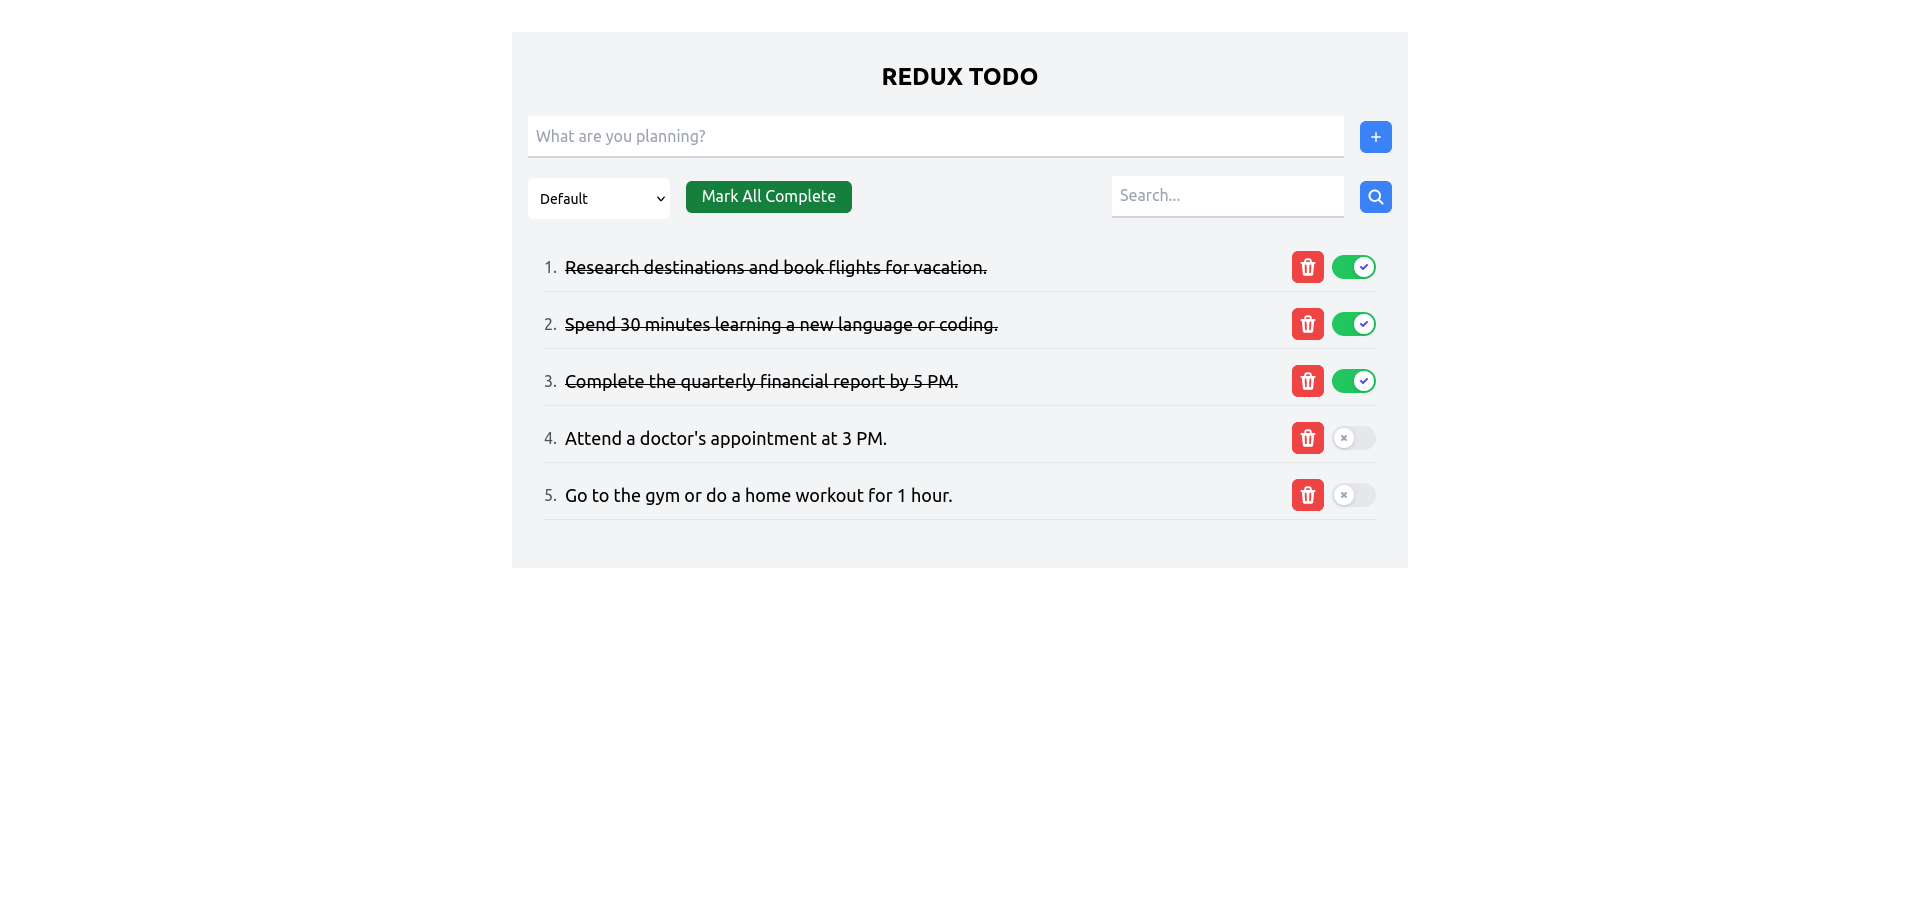 REDUX TODO
What are you planning?
+
Default
Mark All Complete
Search...
1. Research destinations and book flights for vacation.
2. Spend 30 minutes learning a new language or coding.
3. Complete the quarterly financial report by 5 PM.
4. Attend a doctor's appointment at 3 PM.
5. Go to the gym or do a home workout for 1 hour.